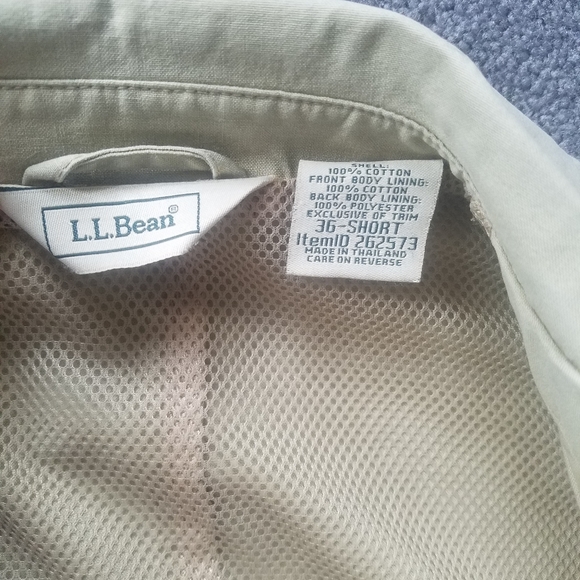 L.L.Bean®
SHELL:
100% COTTON
FRONT BODY LINING:
100% COTTON
BACK BODY LINING:
100% POLYESTER
EXCLUSIVE OF TRIM
36-SHORT
ItemID 262573
MADE IN THAILAND
CARE ON REVERSE